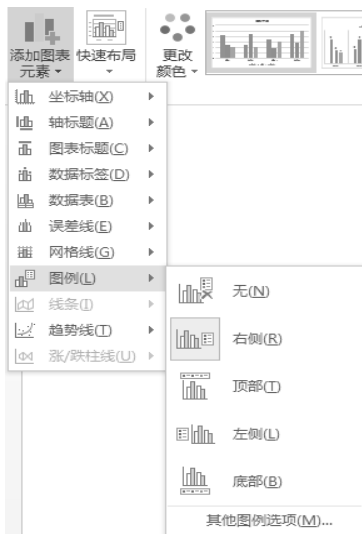 添加图表 快速布局 更改
元素 颜色
坐标轴(X)
轴标题(A)
图表标题(C)
数据标签(D)
数据表(B)
误差线(E)
网格线(G)
图例(L)
线条(I)
趋势线(T)
涨/跌柱线(U)
无(N)
右侧(R)
顶部(T)
左侧(L)
底部(B)
其他图例选项(M)...